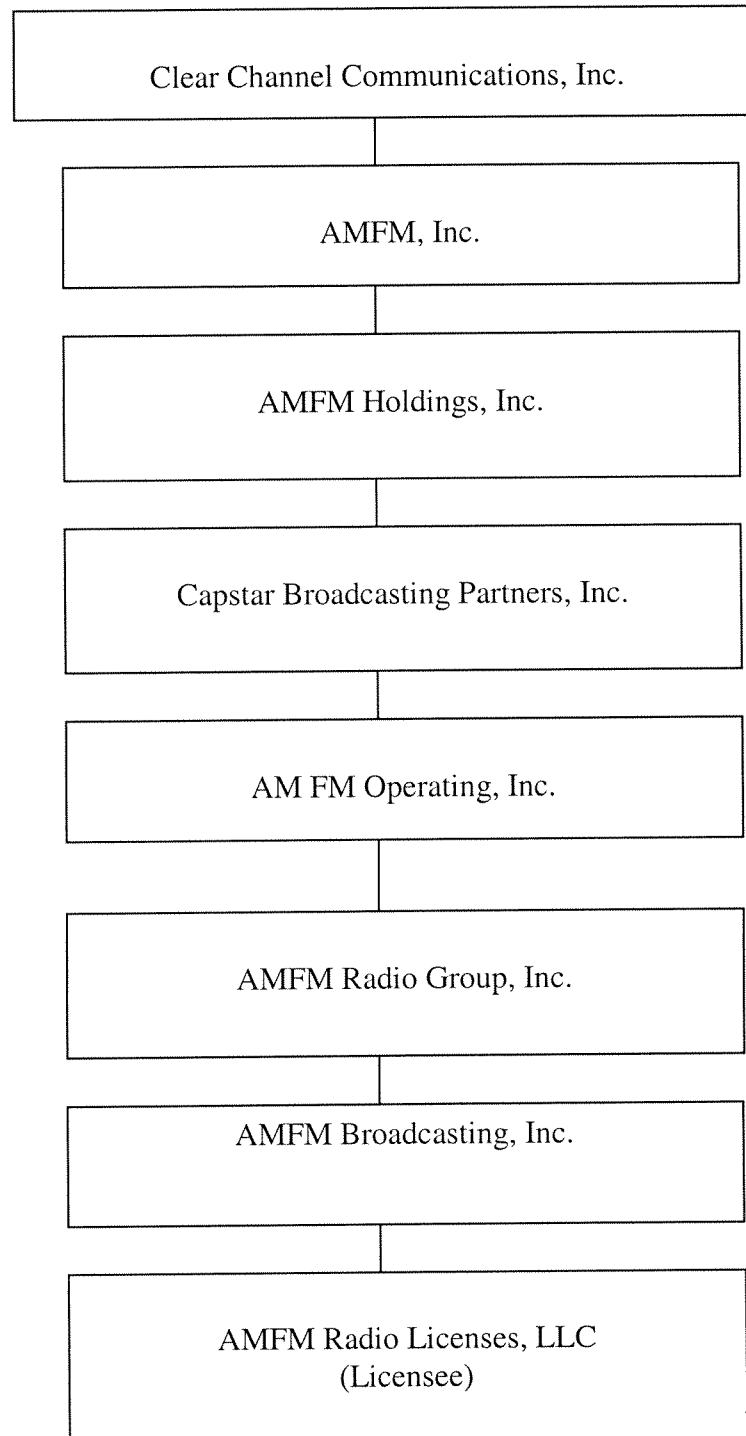 Clear Channel Communications, Inc.
AMFM, Inc.
AMFM Holdings, Inc.
Capstar Broadcasting Partners, Inc.
AM FM Operating, Inc.
AMFM Radio Group, Inc.
AMFM Broadcasting, Inc.
AMFM Radio Licenses, LLC
(Licensee)